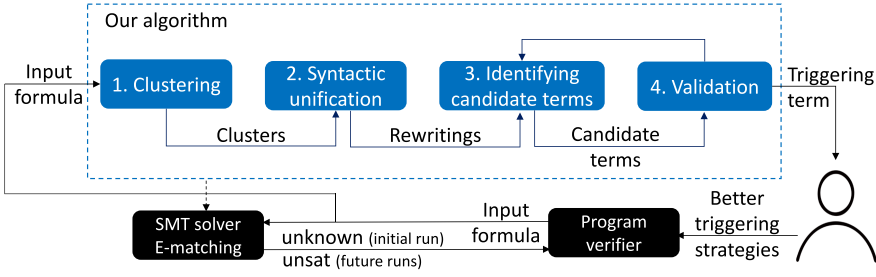 Our algorithm
Input
formula
1. Clustering
2. Syntactic
unification
3. Identifying
candidate terms
4. Validation
Triggering
term
Clusters
Rewritings
Candidate
terms
SMT solver
E-matching
Input
formula
unknown (initial run)
unsat (future runs)
Program
verifier
Better
triggering
strategies